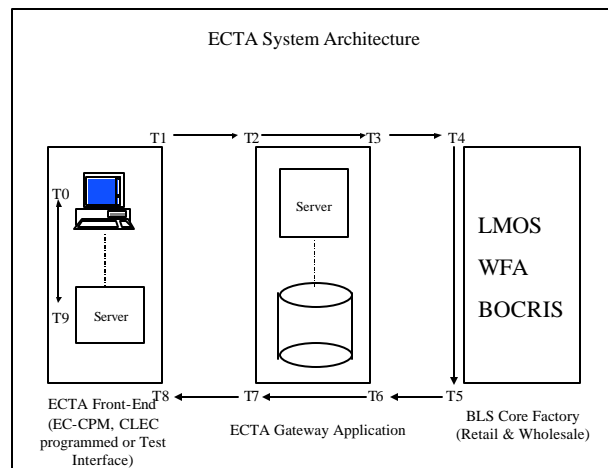 ECTA System Architecture
T1
T2
T3
T4
T0
Server
T9
Server
LMOS
WFA
BOCRIS
T8
T7
T6
T5
ECTA Front-End
(EC-CPM, CLEC
programmed or Test
Interface)
ECTA Gateway Application
BLS Core Factory
(Retail & Wholesale)